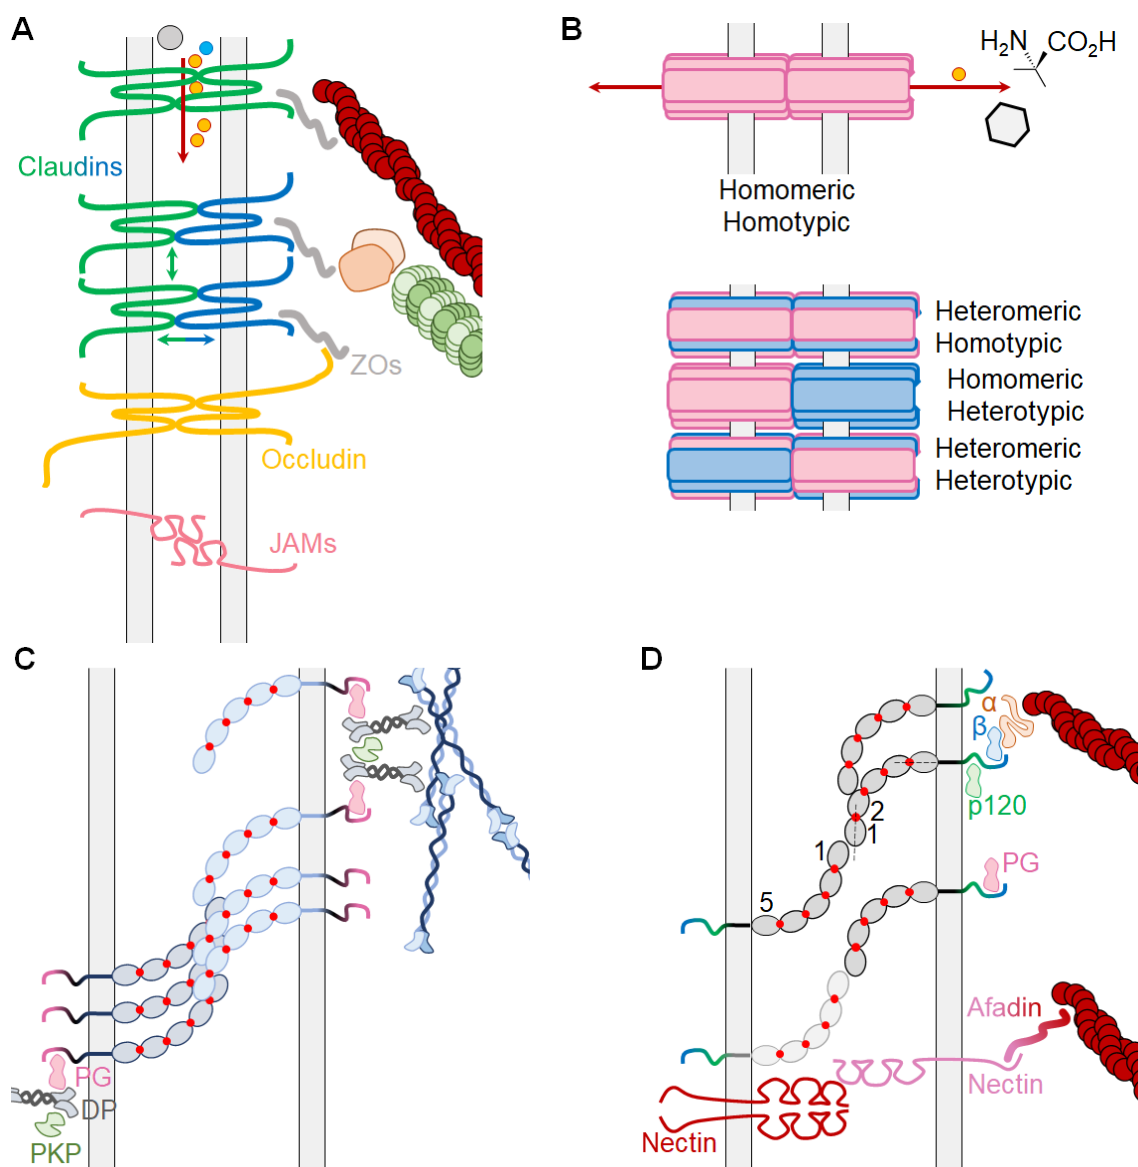 A
Claudins
ZOs
Occludin
JAMs
B
H₂N
CO₂H
Homomeric
Homotypic
Heteromeric
Homotypic
Homomeric
Heterotypic
Heteromeric
Heterotypic
C
PG
DP
PKP
D
α
β
p120
2
1
1
5
PG
Afadin
Nectin
Nectin